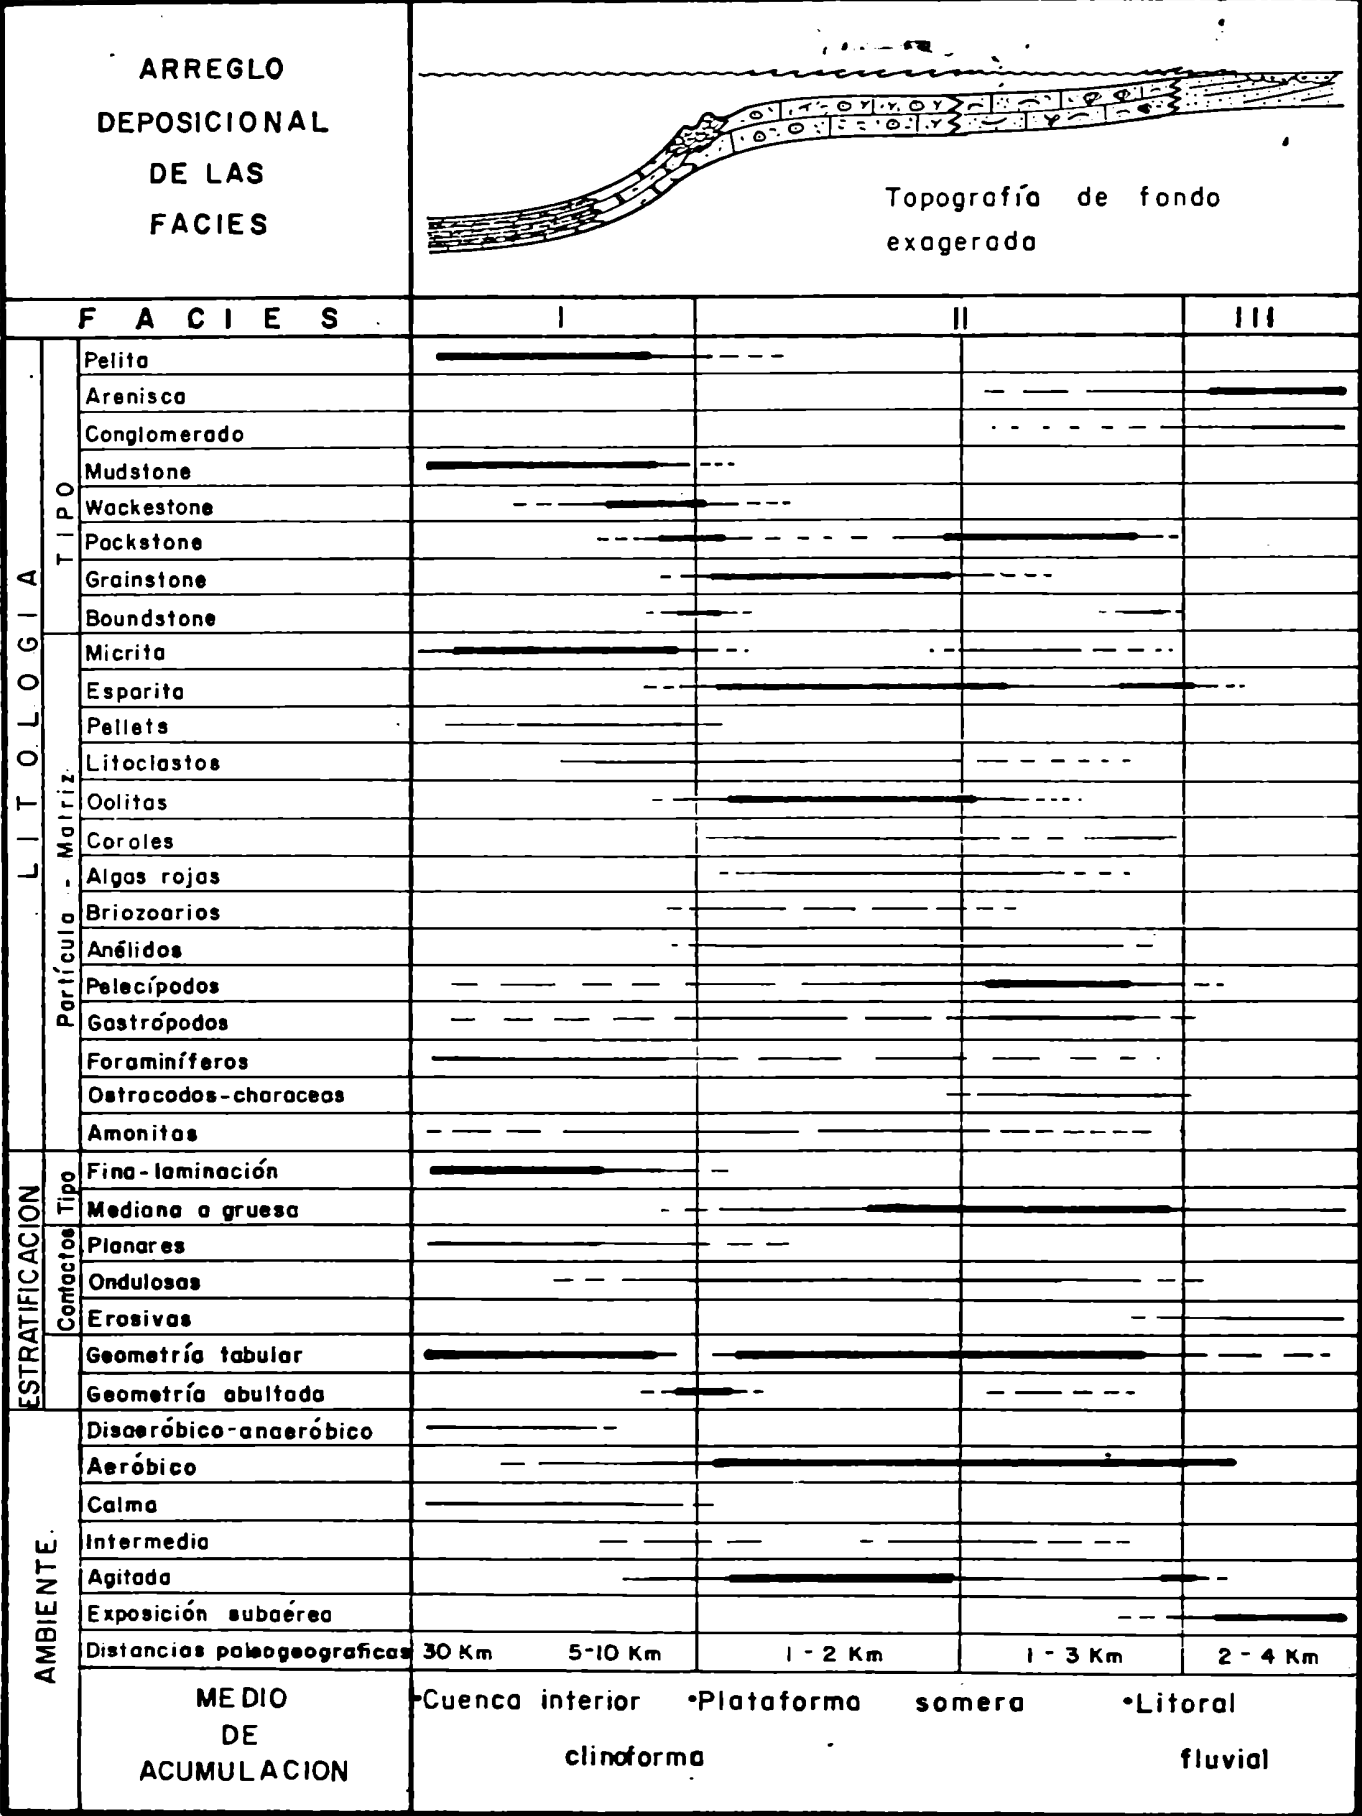 ARREGLO
DEPOSICIONAL
DE LAS
FACIES
Topografía de fondo
exagerada
FACIES I II III
LITOLOGIA
TIPO
Pelita
Arenisca
Conglomerado
Mudstone
Wackestone
Packstone
Grainstone
Boundstone
Partícula - Matriz
Micrita
Esparita
Pellets
Litoclastos
Oolitas
Corales
Algas rojas
Briozoarios
Anélidos
Pelecípodos
Gastrópodos
Foraminíferos
Ostracodos-characeas
Amonitas
ESTRATIFICACION
Tipo
Fina-laminación
Mediana a gruesa
Contactos
Planares
Ondulosas
Erosivas
Geometría tabular
Geometría abultada
AMBIENTE.
Disaeróbico-anaeróbico
Aeróbico
Calma
Intermedia
Agitada
Exposición subaérea
Distancias paleogeograficas 30 Km 5-10 Km 1 - 2 Km 1 - 3 Km 2 - 4 Km
MEDIO
DE
ACUMULACION
•Cuenca interior •Plataforma somera •Litoral
clinoforma fluvial